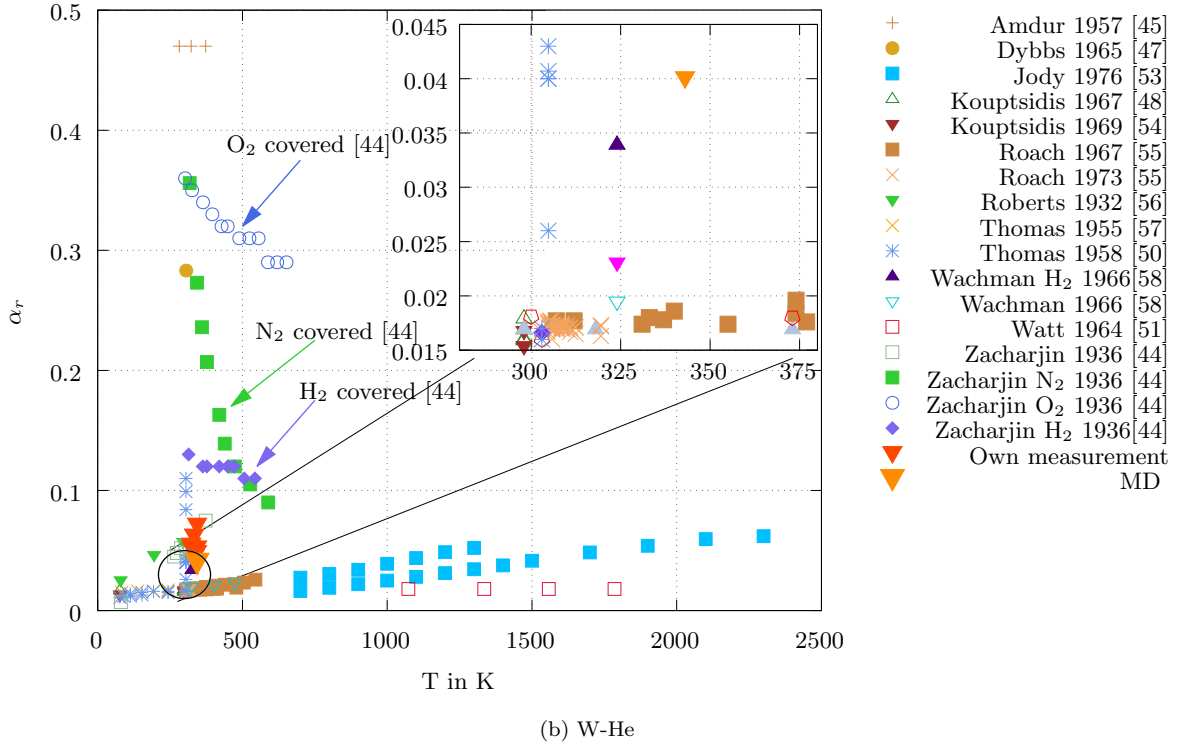 0.5
0.4
0.3
0.2
0.1
0
α_r
0
500
1000
1500
2000
2500
T in K
0.045
0.04
0.035
0.03
0.025
0.02
0.015
300
325
350
375
O₂ covered [44]
N₂ covered [44]
H₂ covered [44]
Amdur 1957 [45]
Dybbs 1965 [47]
Jody 1976 [53]
Kouptsidis 1967 [48]
Kouptsidis 1969 [54]
Roach 1967 [55]
Roach 1973 [55]
Roberts 1932 [56]
Thomas 1955 [57]
Thomas 1958 [50]
Wachman H₂ 1966[58]
Wachman 1966 [58]
Watt 1964 [51]
Zacharjin 1936 [44]
Zacharjin N₂ 1936 [44]
Zacharjin O₂ 1936 [44]
Zacharjin H₂ 1936[44]
Own measurement
MD
(b) W-He